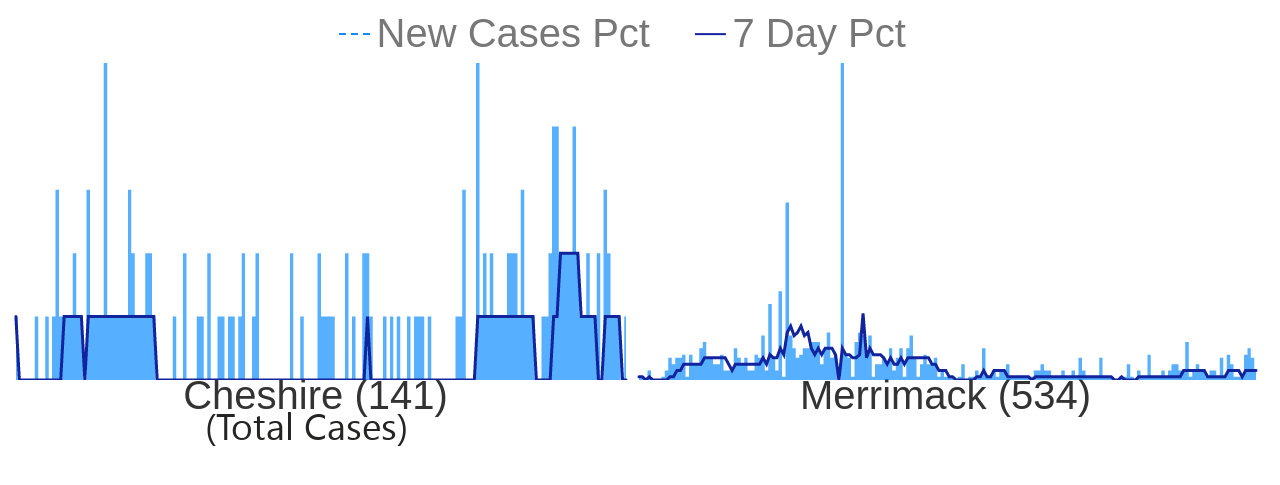 New Cases Pct 7 Day Pct
Cheshire (141) Merrimack (534)
(Total Cases)